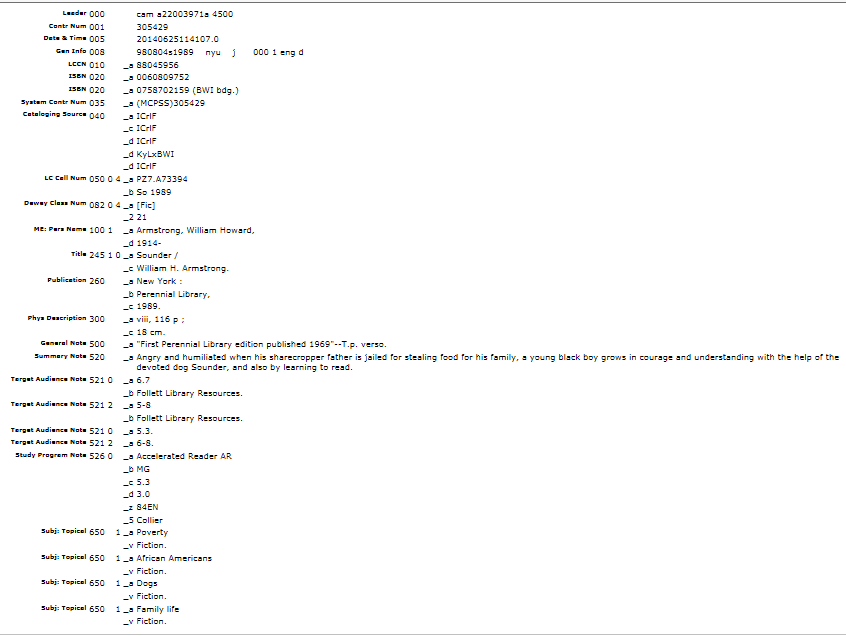 Leader 000 cam a22003971a 4500
Contr Num 001 305429
Date & Time 005 20140625114107.0
Gen Info 008 980804s1989 nyu j 000 1 eng d
LCCN 010 _a 88045956
ISBN 020 _a 0060809752
ISBN 020 _a 0758702159 (BWI bdg.)
System Contr Num 035 _a (MCPSS)305429
Cataloging Source 040 _a ICrlF
_c ICrlF
_d ICrlF
_d KyLxBWI
_d ICrlF
LC Call Num 050 0 4 _a PZ7.A73394
_b So 1989
Dewey Class Num 082 0 4 _a [Fic]
_2 21
ME: Pers Name 100 1 _a Armstrong, William Howard,
_d 1914-
Title 245 1 0 _a Sounder /
_c William H. Armstrong.
Publication 260 _a New York :
_b Perennial Library,
_c 1989.
Phys Description 300 _a viii, 116 p ;
_c 18 cm.
General Note 500 _a "First Perennial Library edition published 1969"--T.p. verso.
Summary Note 520 _a Angry and humiliated when his sharecropper father is jailed for stealing food for his family, a young black boy grows in courage and understanding with the help of the
devoted dog Sounder, and also by learning to read.
Target Audience Note 521 0 _a 6.7
_b Follett Library Resources.
Target Audience Note 521 2 _a 5-8
_b Follett Library Resources.
Target Audience Note 521 0 _a 5.3.
Target Audience Note 521 2 _a 6-8.
Study Program Note 526 0 _a Accelerated Reader AR
_b MG
_c 5.3
_d 3.0
_z 84EN
_5 Collier
Subj: Topical 650 1 _a Poverty
_v Fiction.
Subj: Topical 650 1 _a African Americans
_v Fiction.
Subj: Topical 650 1 _a Dogs
_v Fiction.
Subj: Topical 650 1 _a Family life
_v Fiction.